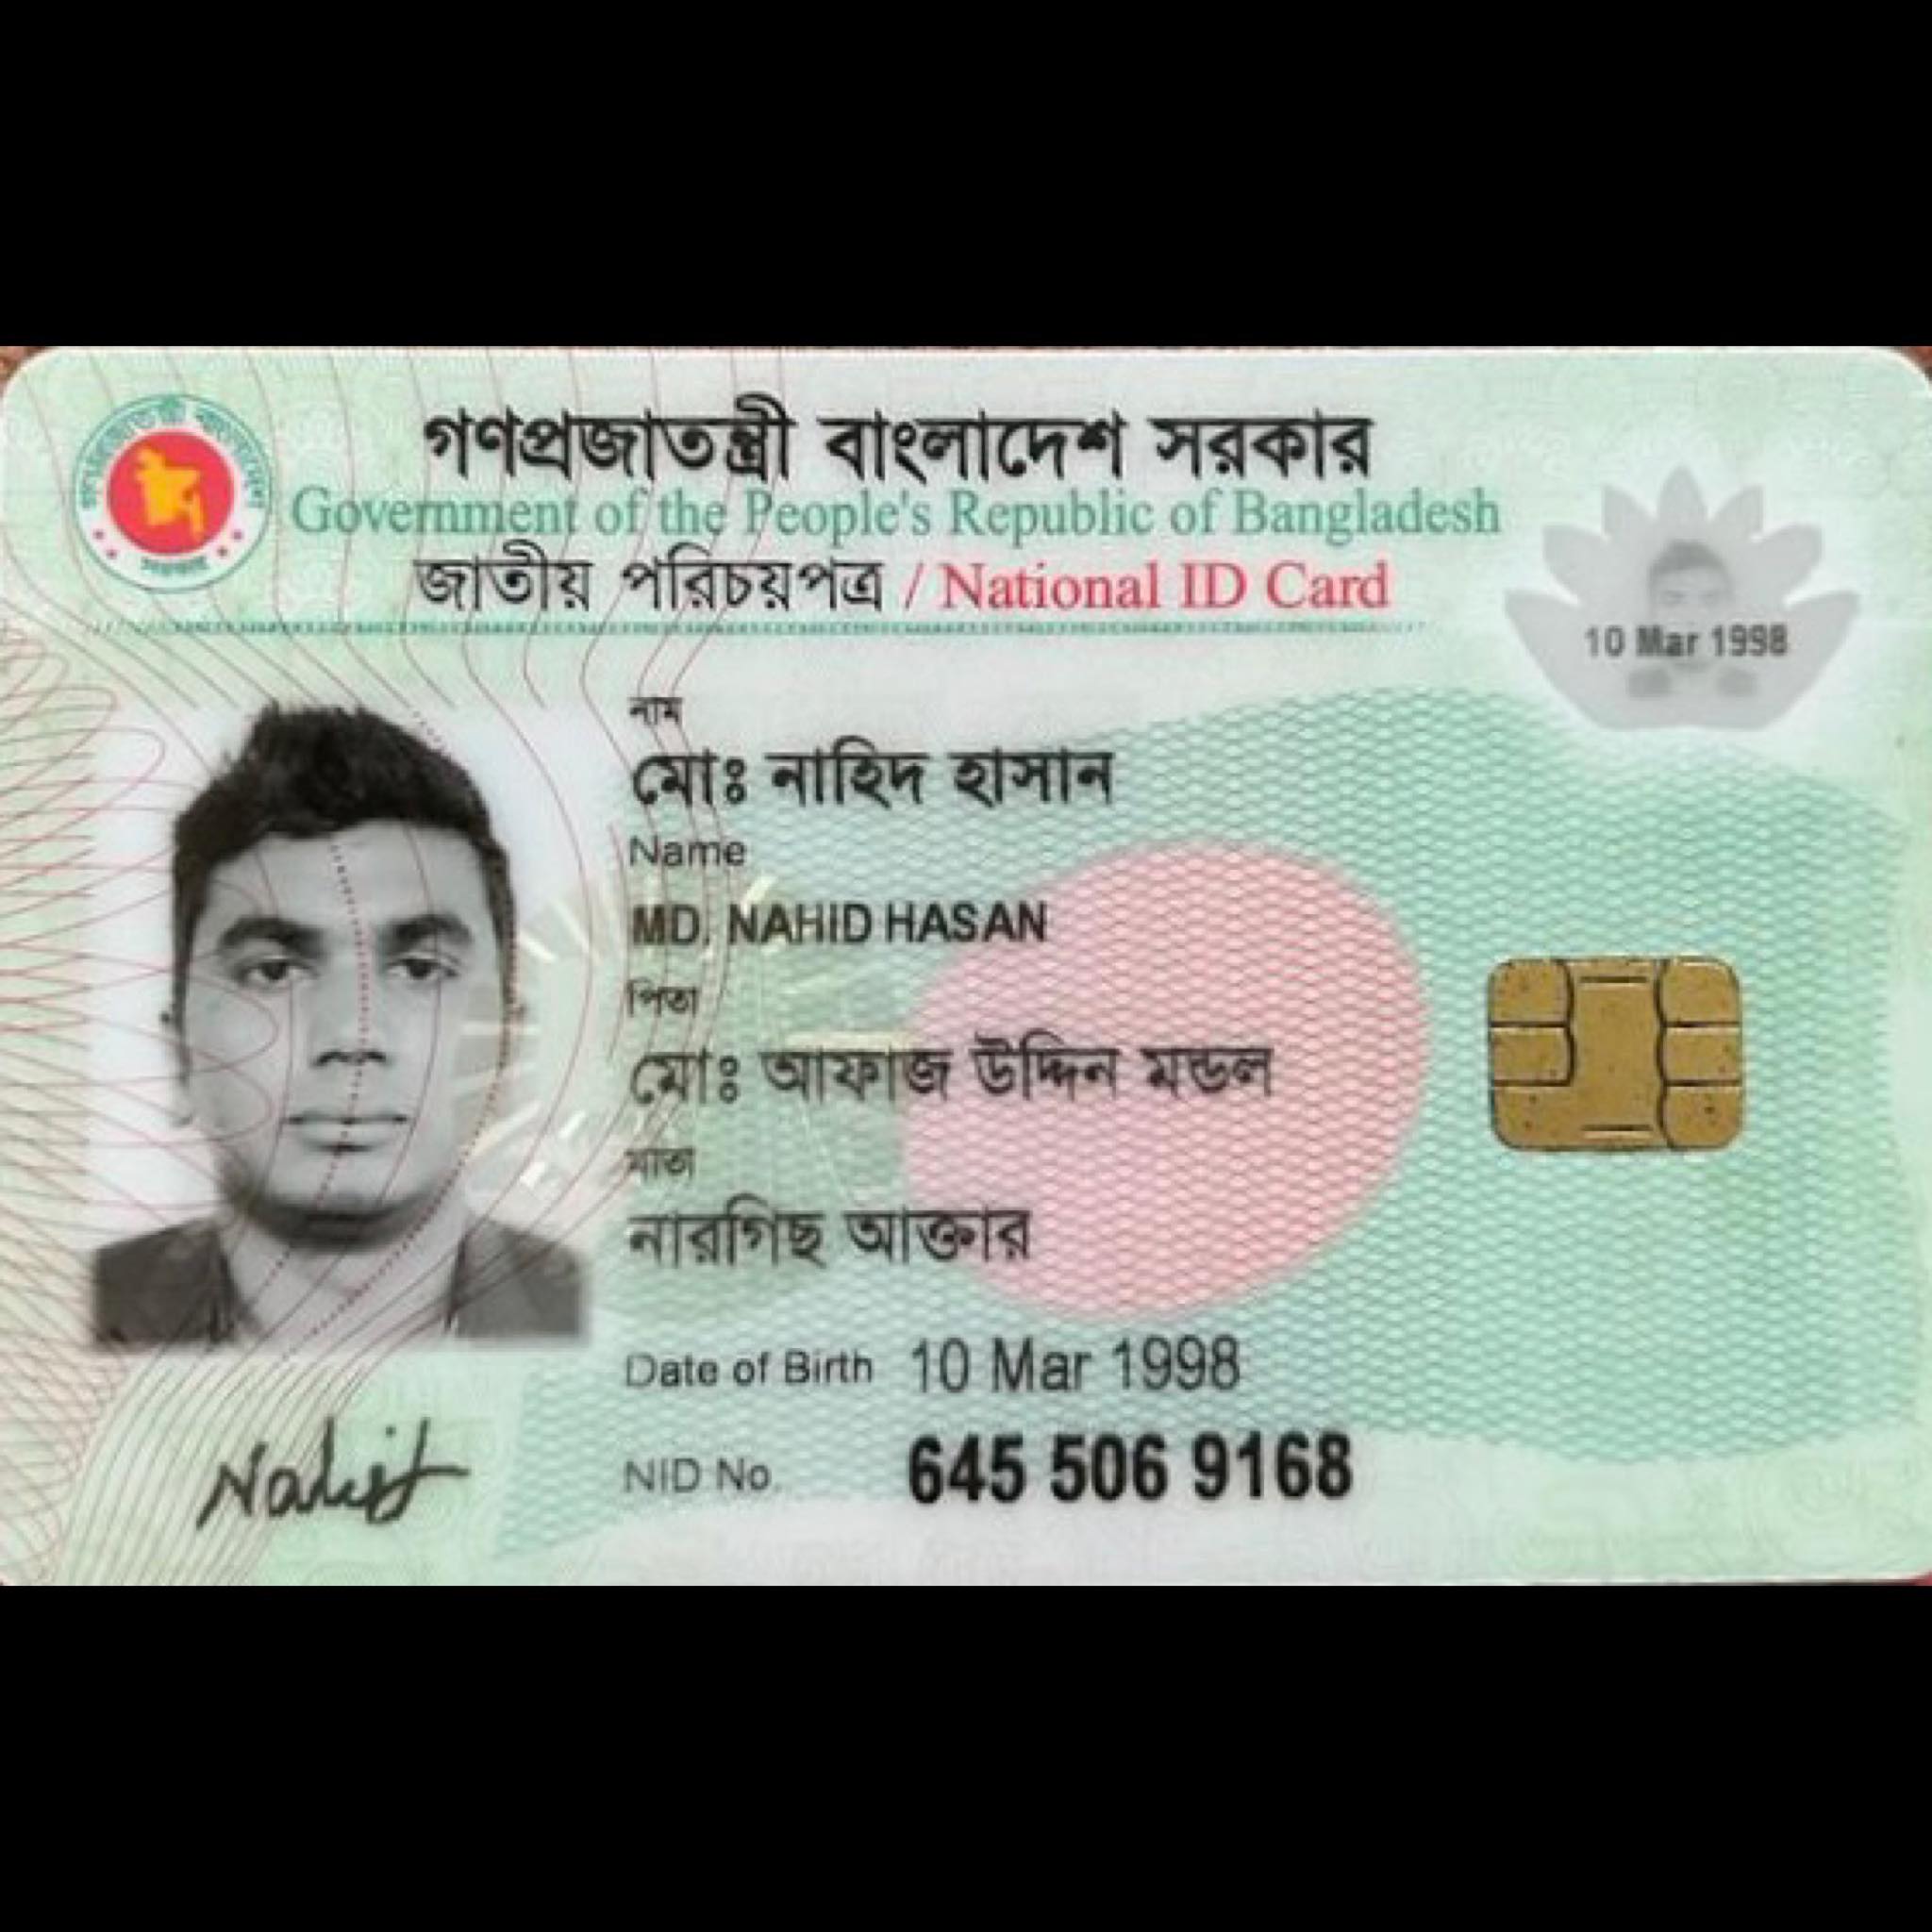 গণপ্রজাতন্ত্রী বাংলাদেশ সরকার
Government of the People's Republic of Bangladesh
জাতীয় পরিচয়পত্র / National ID Card
10 Mar 1998
নাম
মোঃ নাহিদ হাসান
Name
MD. NAHID HASAN
পিতা
মোঃ আফাজ উদ্দিন মন্ডল
মাতা
নারগিছ আক্তার
Date of Birth 10 Mar 1998
Nahid
NID No. 645 506 9168